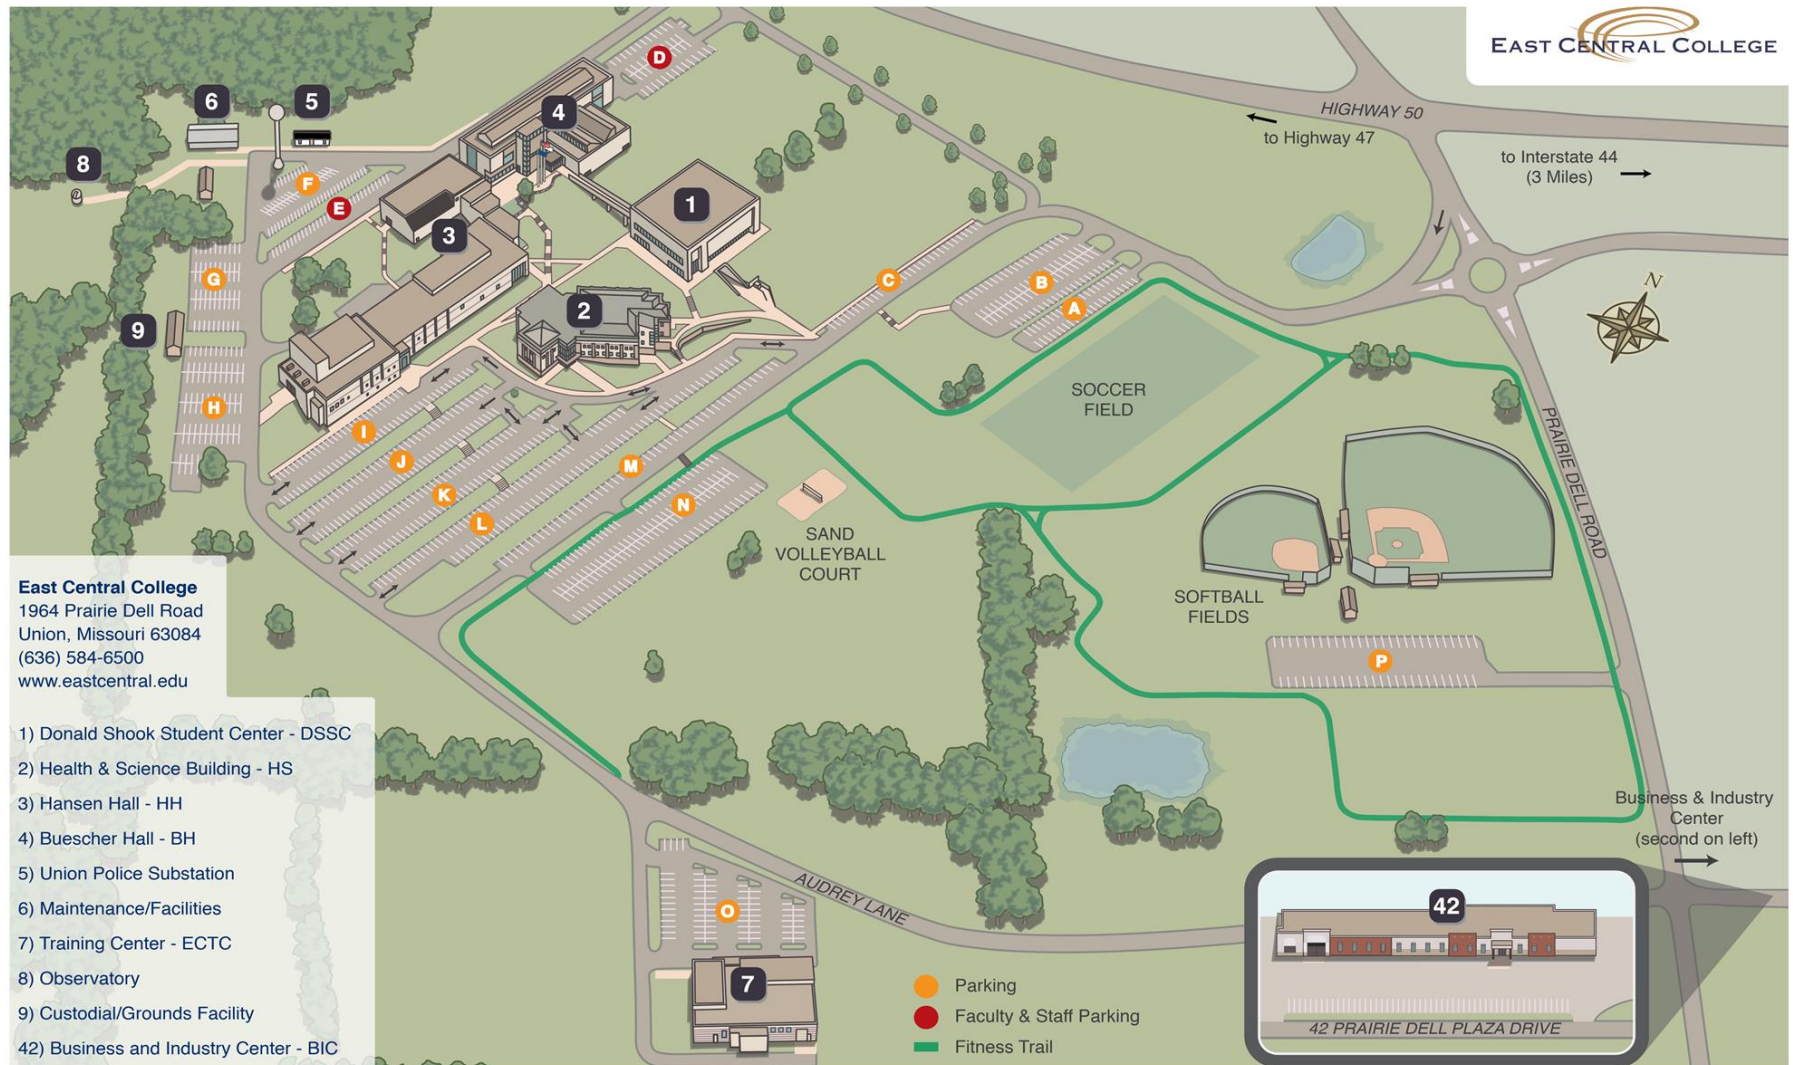 EAST CENTRAL COLLEGE
HIGHWAY 50
to Highway 47
to Interstate 44
(3 Miles)
N
D
6
5
4
8
F
E
1
3
G
C
B
A
2
9
H
I
J
K
L
M
N
SOCCER
FIELD
PRAIRIE DELL ROAD
SAND
VOLLEYBALL
COURT
SOFTBALL
FIELDS
P
East Central College
1964 Prairie Dell Road
Union, Missouri 63084
(636) 584-6500
www.eastcentral.edu
1) Donald Shook Student Center - DSSC
2) Health & Science Building - HS
3) Hansen Hall - HH
4) Buescher Hall - BH
5) Union Police Substation
6) Maintenance/Facilities
7) Training Center - ECTC
8) Observatory
9) Custodial/Grounds Facility
42) Business and Industry Center - BIC
AUDREY LANE
O
7
Parking
Faculty & Staff Parking
Fitness Trail
Business & Industry
Center
(second on left)
42
42 PRAIRIE DELL PLAZA DRIVE